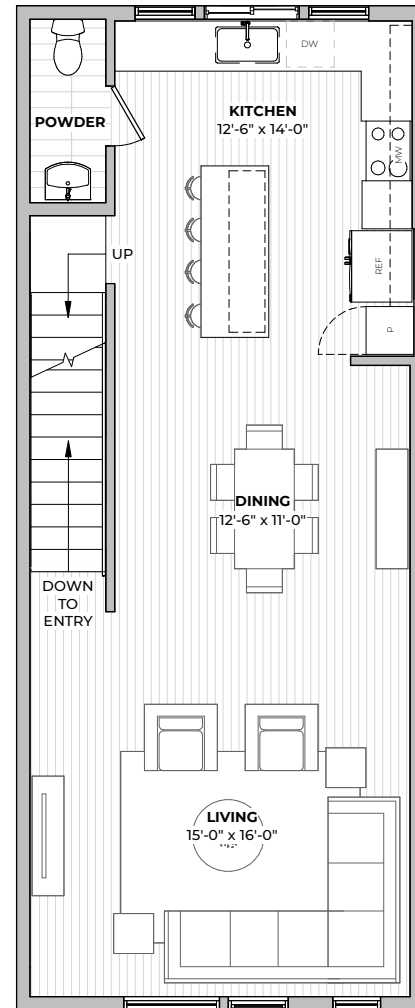 DW
KITCHEN
12'-6" x 14'-0"
POWDER
MW
UP
REF
P
DINING
12'-6" x 11'-0"
DOWN
TO
ENTRY
LIVING
15'-0" x 16'-0"